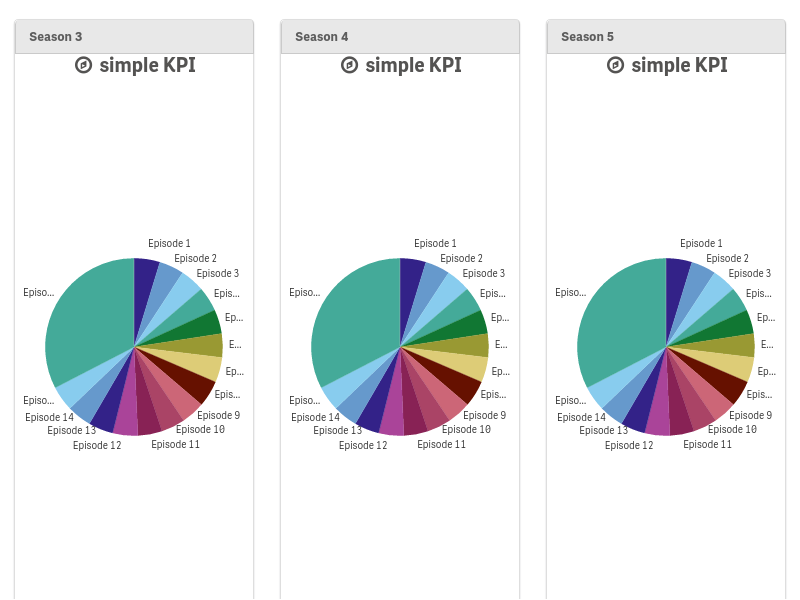 Season 3
simple KPI
Episode 1
Episode 2
Episode 3
Epis...
Ep...
E...
Ep...
Epis...
Episode 9
Episode 10
Episode 11
Episode 12
Episode 13
Episode 14
Episo...
Episo...
Season 4
simple KPI
Episode 1
Episode 2
Episode 3
Epis...
Ep...
E...
Ep...
Epis...
Episode 9
Episode 10
Episode 11
Episode 12
Episode 13
Episode 14
Episo...
Episo...
Season 5
simple KPI
Episode 1
Episode 2
Episode 3
Epis...
Ep...
E...
Ep...
Epis...
Episode 9
Episode 10
Episode 11
Episode 12
Episode 13
Episode 14
Episo...
Episo...